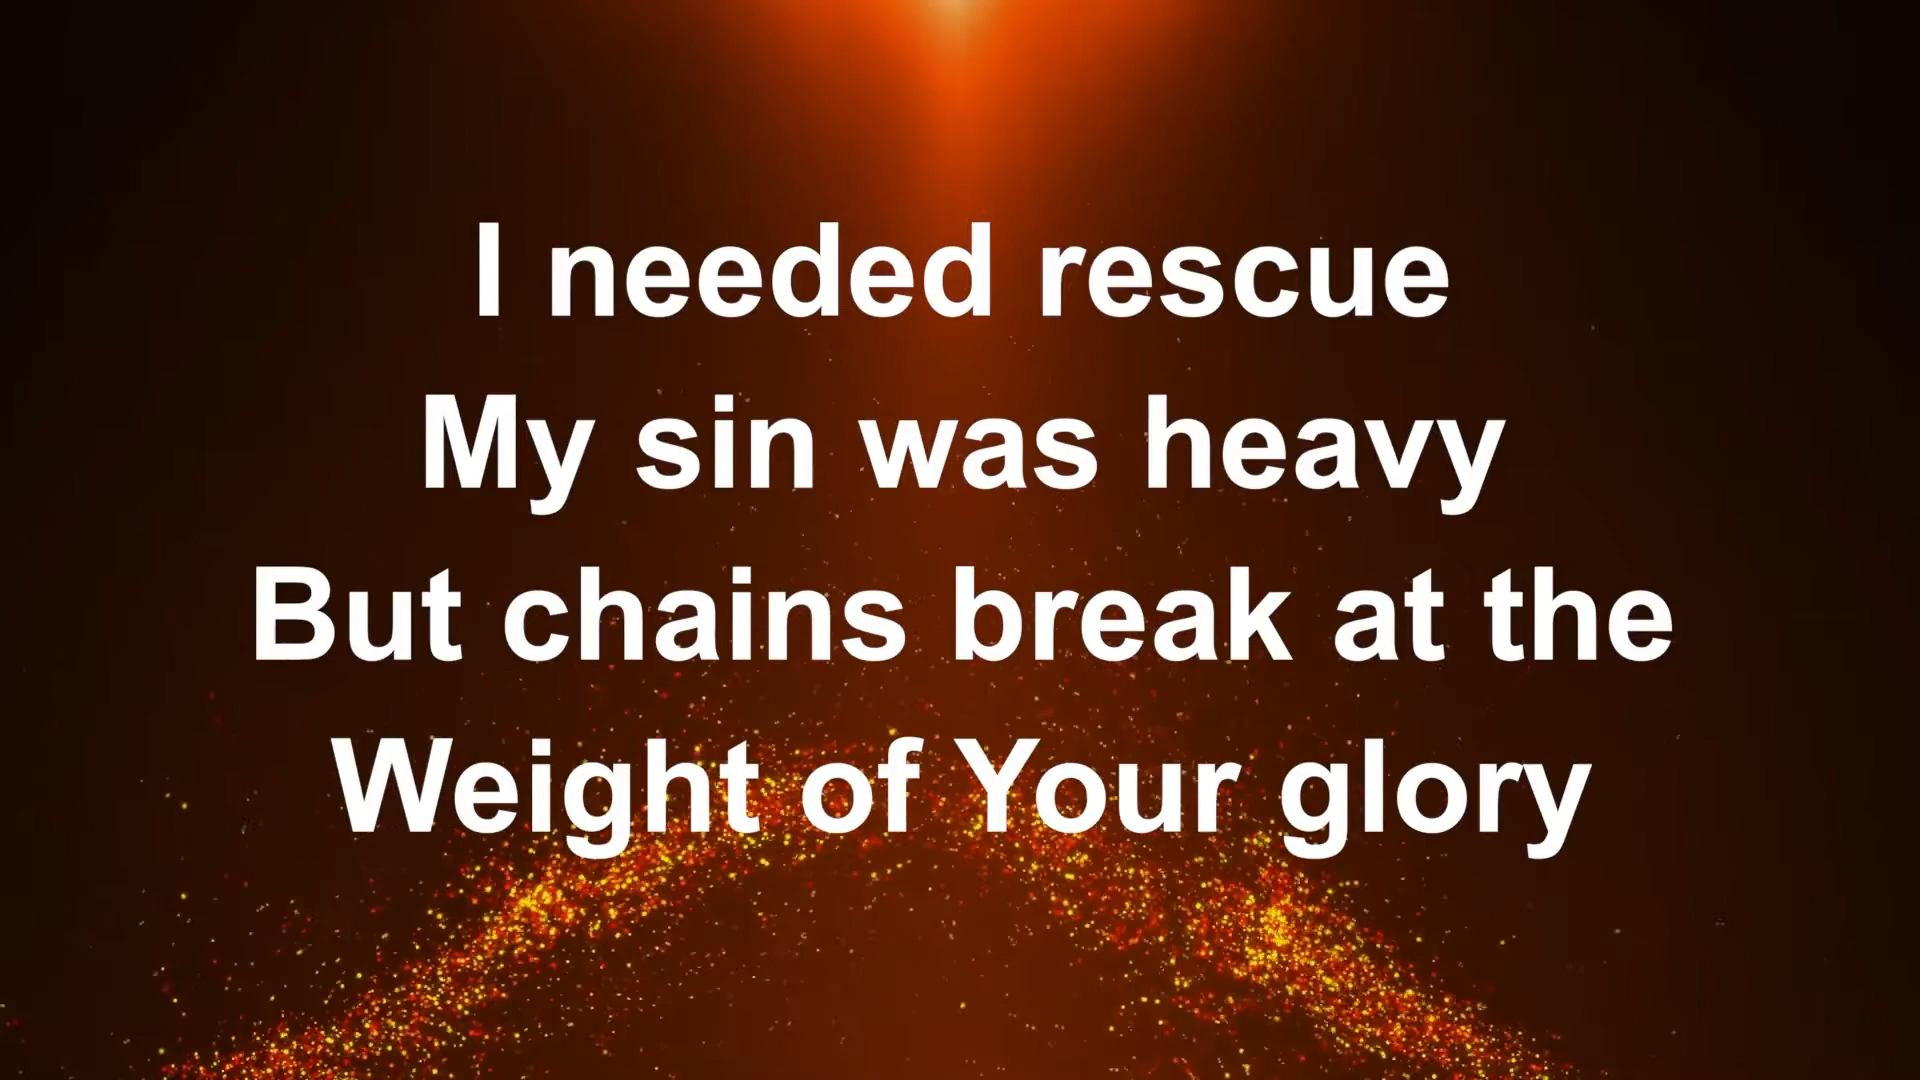 I needed rescue
My sin was heavy
But chains break at the
Weight of Your glory